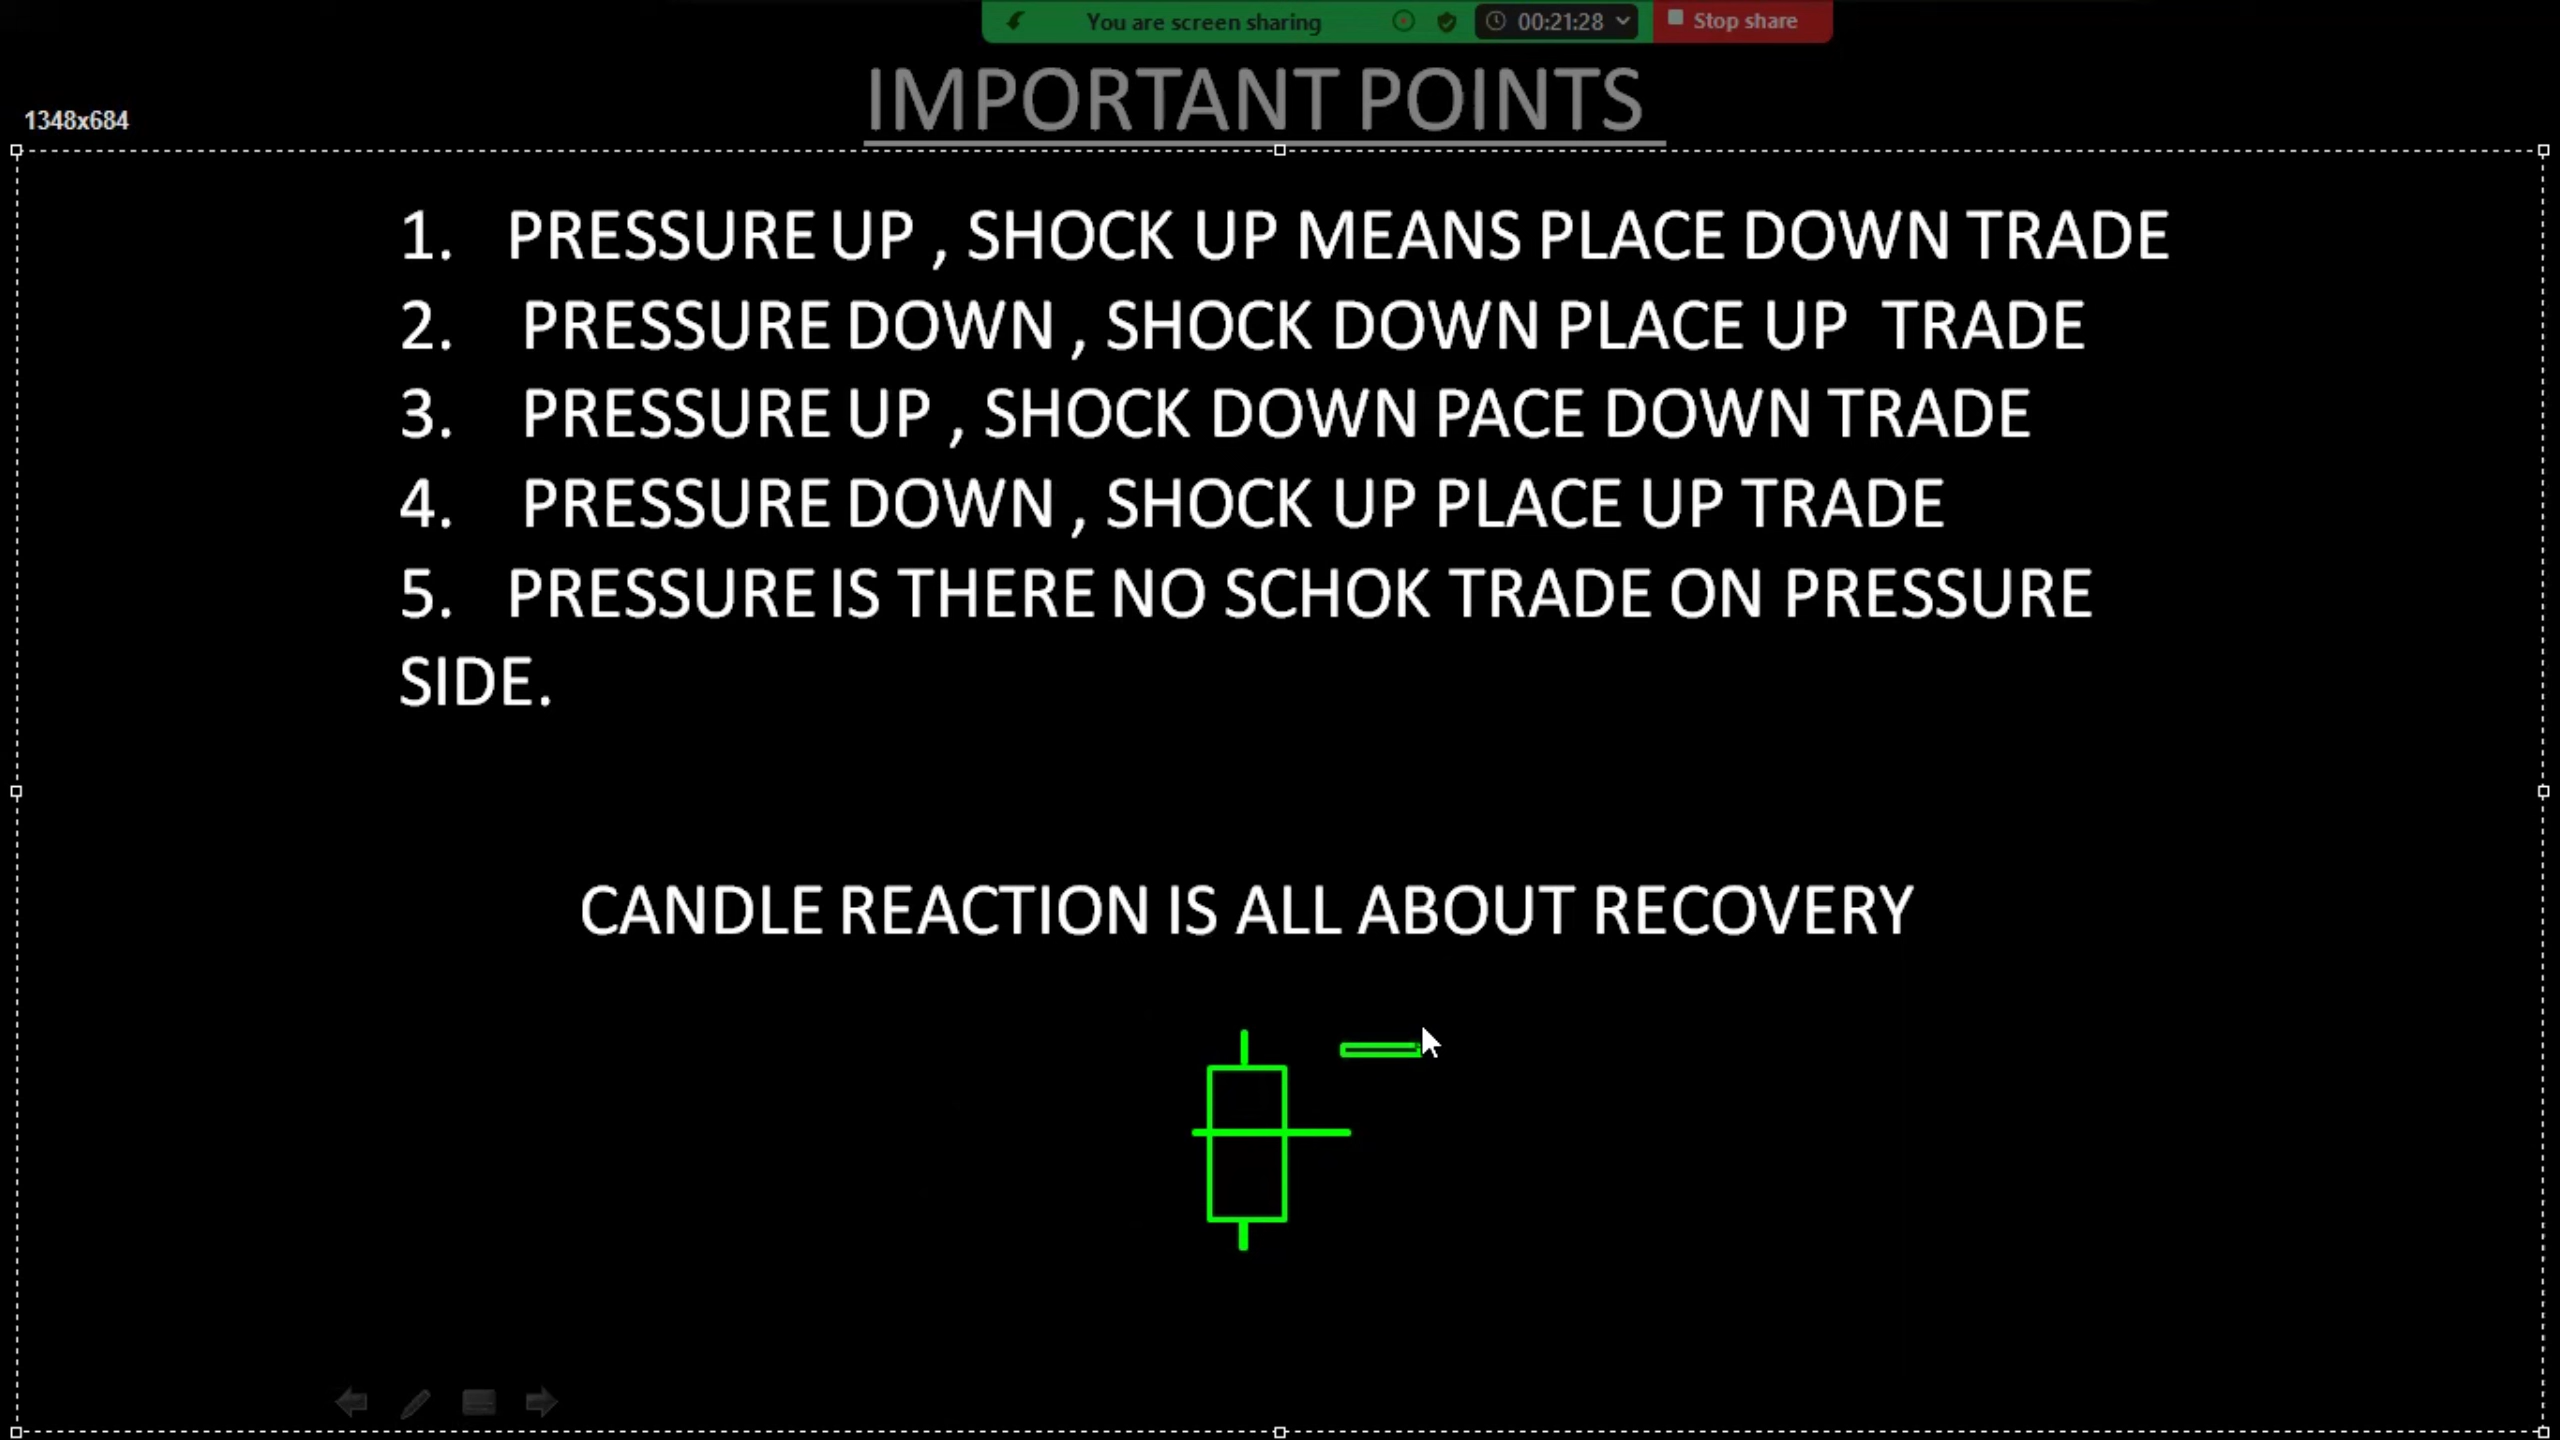 You are screen sharing 00:21:28 Stop share
IMPORTANT POINTS
1348x684
1. PRESSURE UP , SHOCK UP MEANS PLACE DOWN TRADE
2. PRESSURE DOWN , SHOCK DOWN PLACE UP TRADE
3. PRESSURE UP , SHOCK DOWN PACE DOWN TRADE
4. PRESSURE DOWN , SHOCK UP PLACE UP TRADE
5. PRESSURE IS THERE NO SCHOK TRADE ON PRESSURE
SIDE.
CANDLE REACTION IS ALL ABOUT RECOVERY